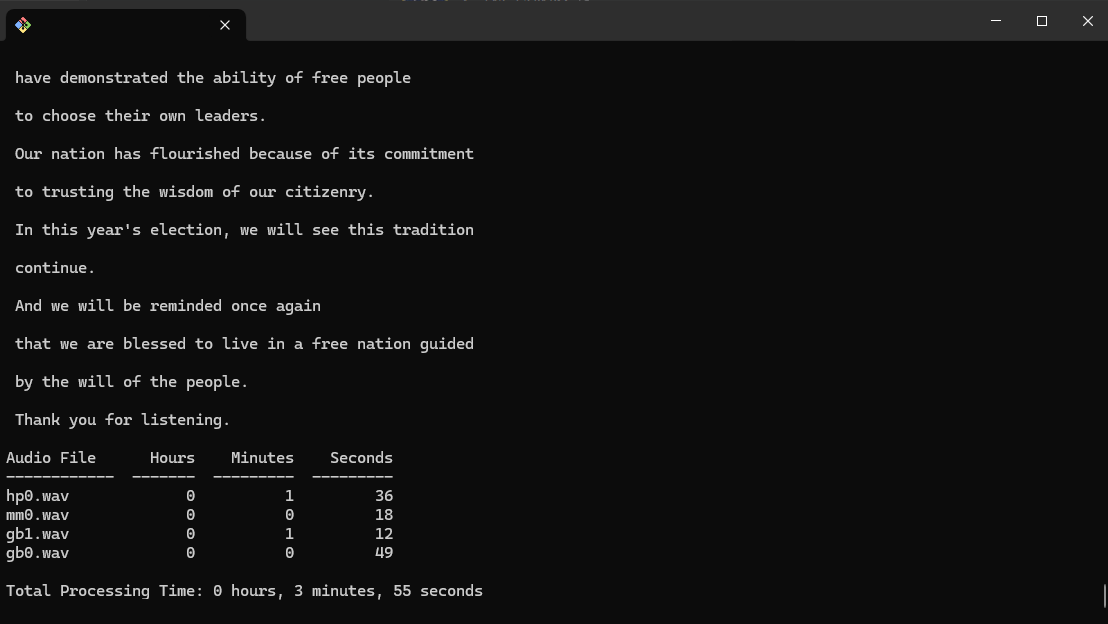 have demonstrated the ability of free people
to choose their own leaders.
Our nation has flourished because of its commitment
to trusting the wisdom of our citizenry.
In this year's election, we will see this tradition
continue.
And we will be reminded once again
that we are blessed to live in a free nation guided
by the will of the people.
Thank you for listening.
Audio File      Hours    Minutes    Seconds
------------  -------  ---------  ---------
hp0.wav             0          1         36
mm0.wav             0          0         18
gb1.wav             0          1         12
gb0.wav             0          0         49
Total Processing Time: 0 hours, 3 minutes, 55 seconds